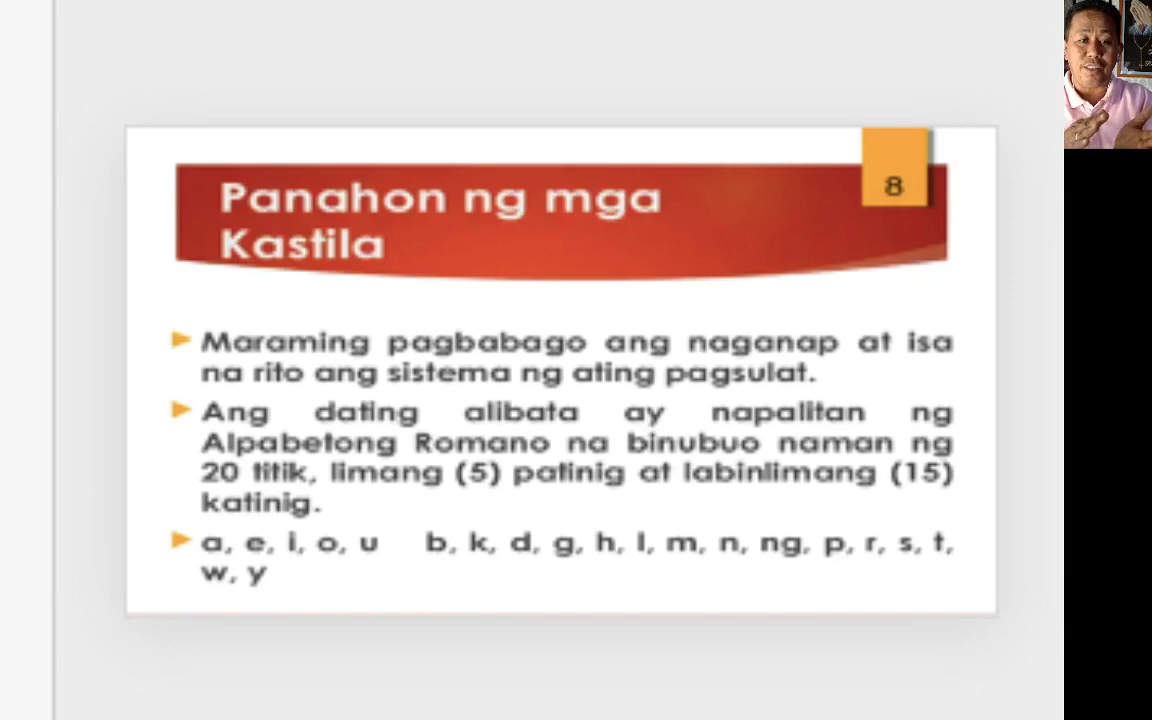 8
Panahon ng mga
Kastila
Maraming pagbabago ang naganap at isa
na rito ang sistema ng ating pagsulat.
Ang dating alibata ay napalitan ng
Alpabetong Romano na binubuo naman ng
20 titik, limang (5) patinig at labinlimang (15)
katinig.
a, e, i, o, u b, k, d, g, h, l, m, n, ng, p, r, s, t,
w, y